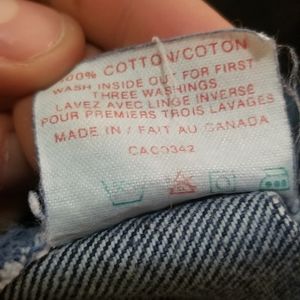 100% COTTON/COTON
WASH INSIDE OUT FOR FIRST
THREE WASHINGS
LAVEZ AVEC LINGE INVERSÉ
POUR PREMIERS TROIS LAVAGES
MADE IN / FAIT AU CANADA
CA00342